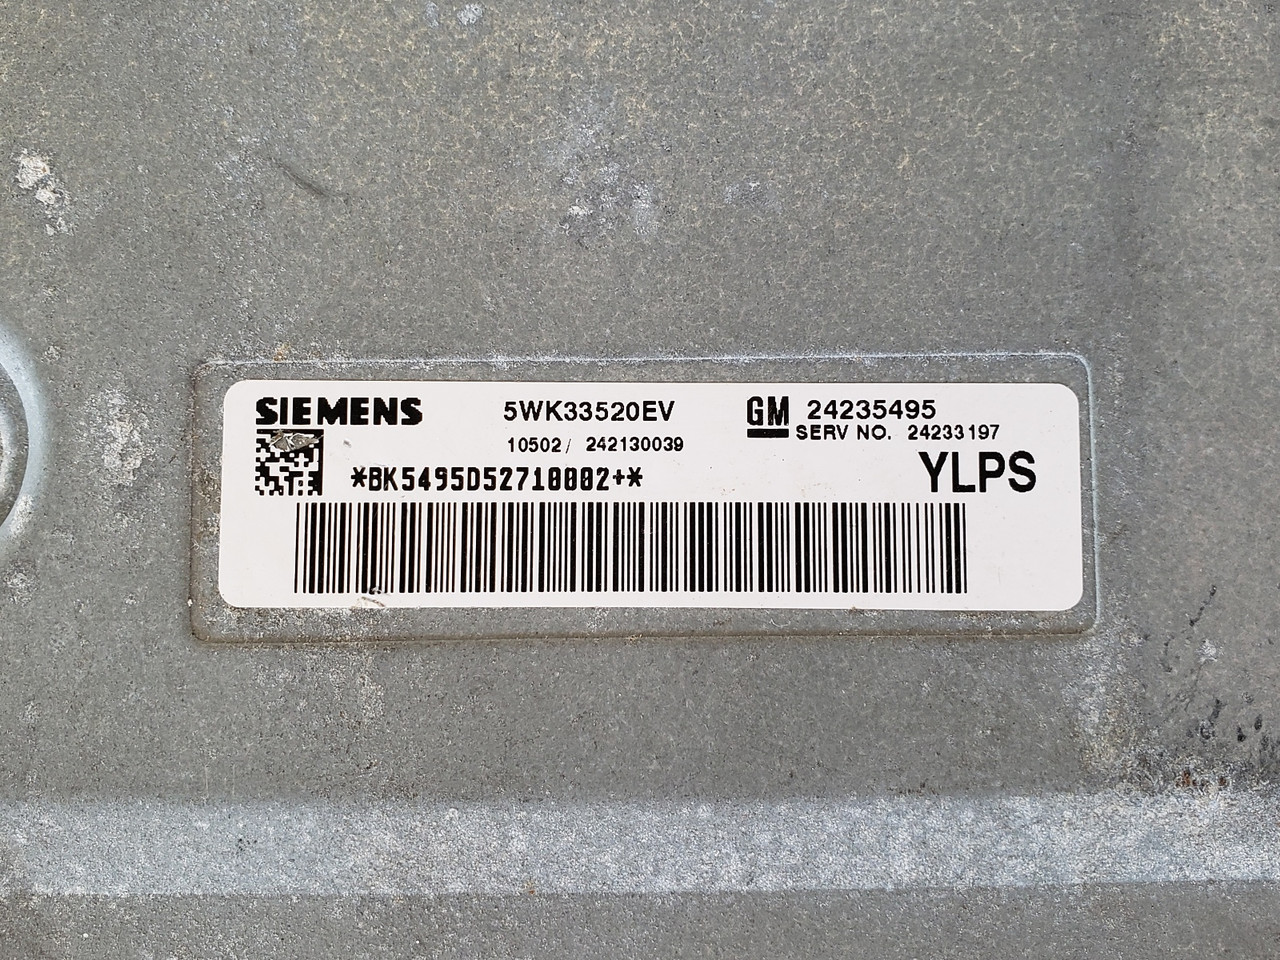 SIEMENS 5WK33520EV GM 24235495
10502/ 242130039 SERV NO. 24233197
*BK5495D52710002+* YLPS